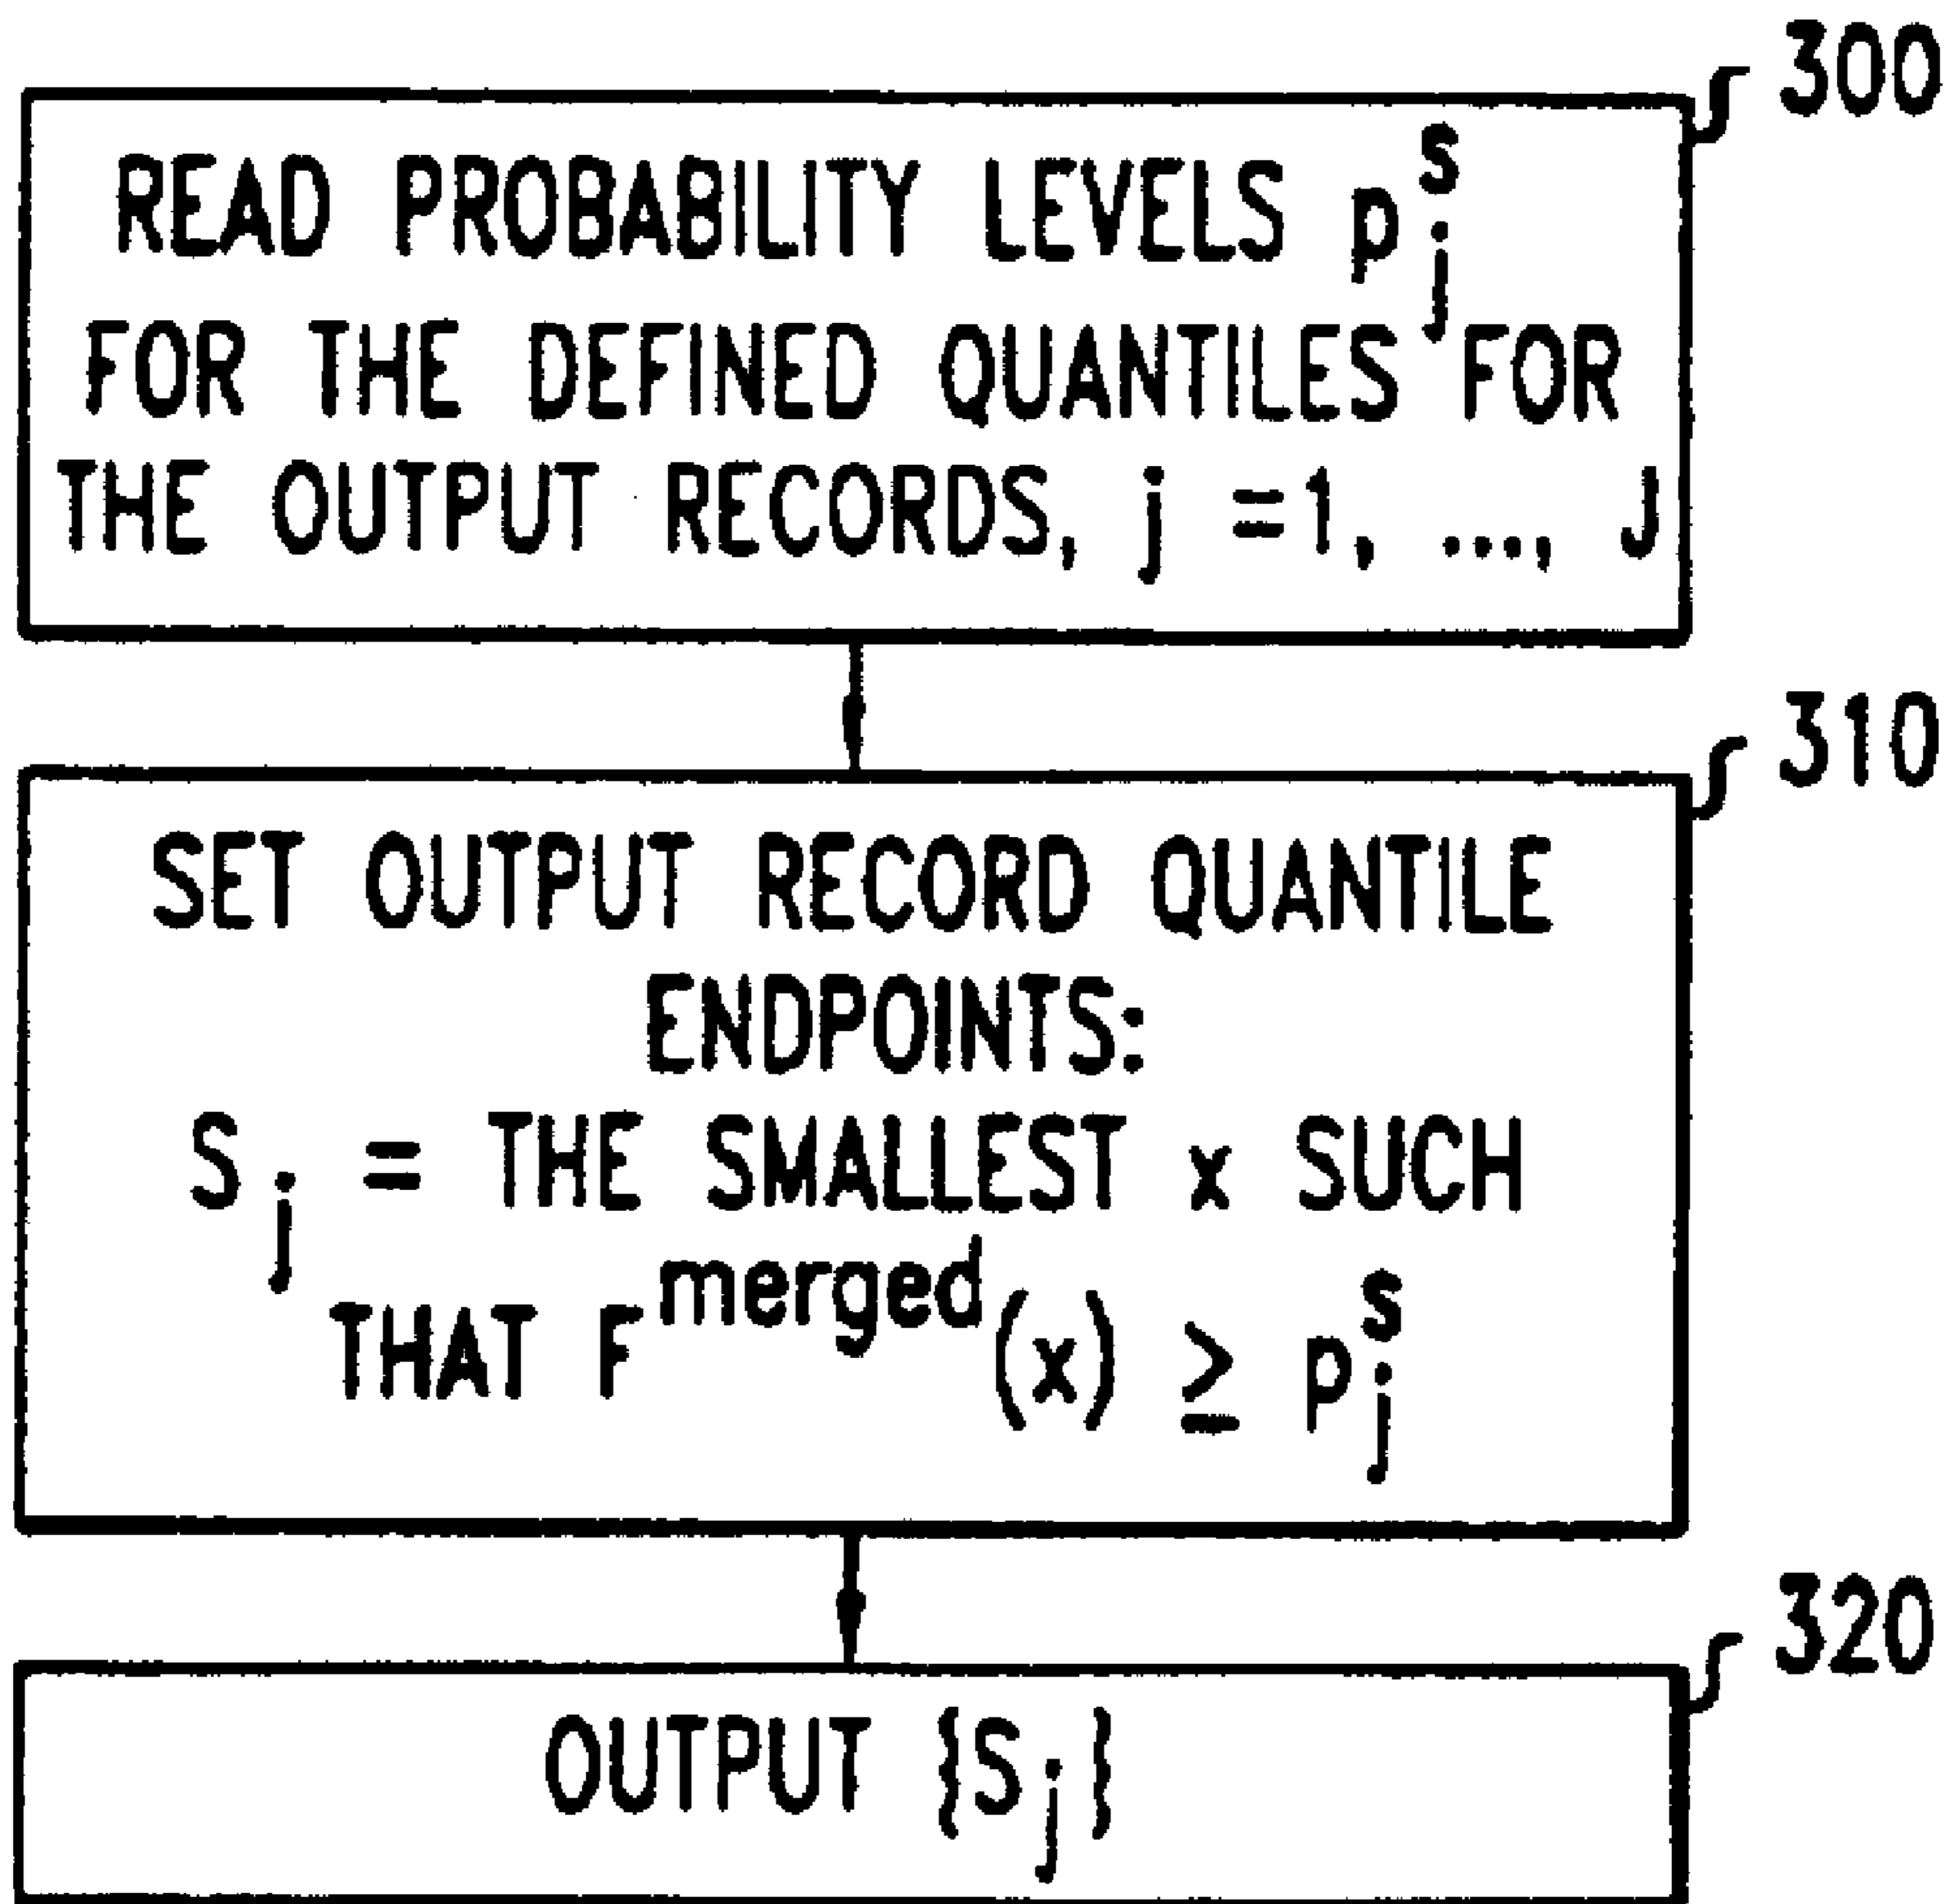 300
READ PROBABILITY LEVELS p_j^s
FOR THE DEFINED QUANTILES FOR
THE OUTPUT RECORDS, j =1, ..., J
310
SET OUTPUT RECORD QUANTILE
ENDPOINTS:
S_j = THE SMALLEST x SUCH
THAT F^merged(x) ≥ p_j^s
320
OUTPUT {S_j}